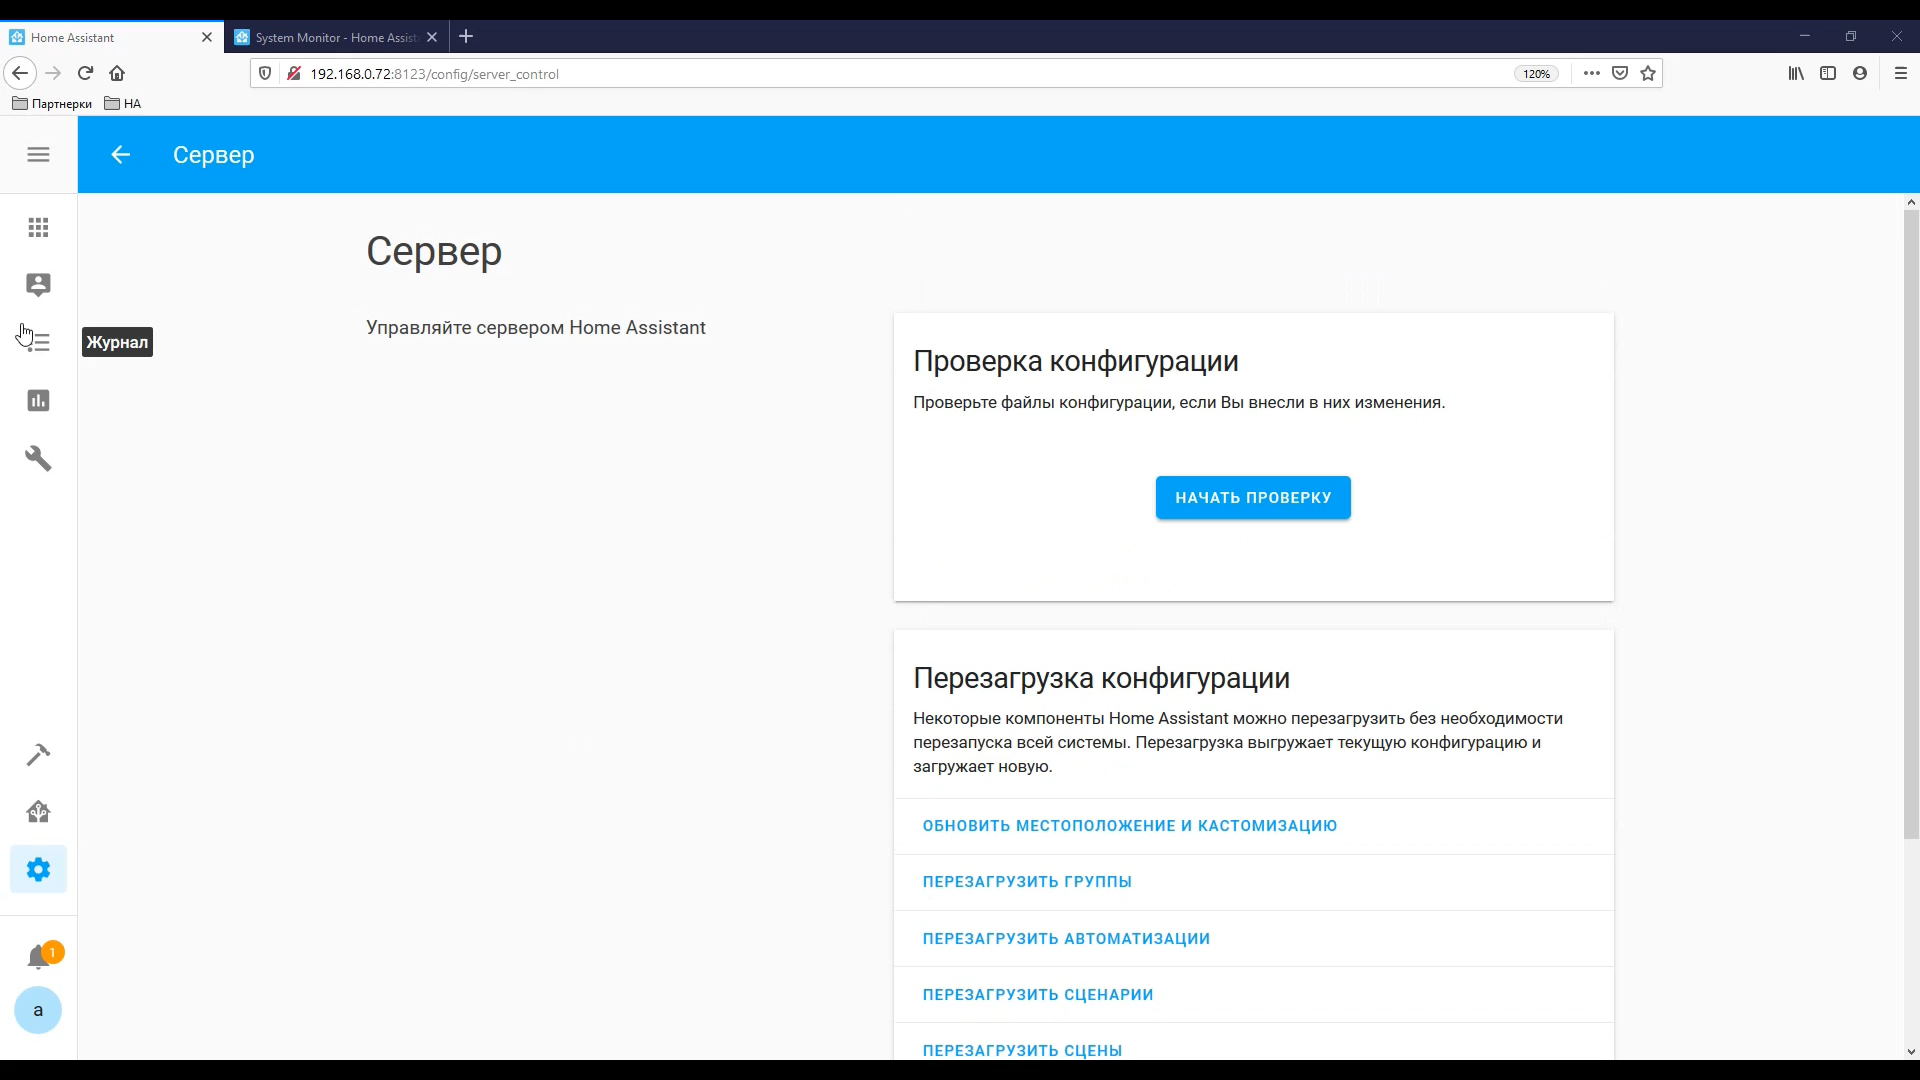 Home Assistant
System Monitor - Home Assist
192.168.0.72:8123/config/server_control
120%
Партнерки
HA
Сервер
Сервер
Управляйте сервером Home Assistant
Журнал
Проверка конфигурации
Проверьте файлы конфигурации, если Вы внесли в них изменения.
НАЧАТЬ ПРОВЕРКУ
Перезагрузка конфигурации
Некоторые компоненты Home Assistant можно перезагрузить без необходимости
перезапуска всей системы. Перезагрузка выгружает текущую конфигурацию и
загружает новую.
ОБНОВИТЬ МЕСТОПОЛОЖЕНИЕ И КАСТОМИЗАЦИЮ
ПЕРЕЗАГРУЗИТЬ ГРУППЫ
ПЕРЕЗАГРУЗИТЬ АВТОМАТИЗАЦИИ
ПЕРЕЗАГРУЗИТЬ СЦЕНАРИИ
ПЕРЕЗАГРУЗИТЬ СЦЕНЫ
1
a